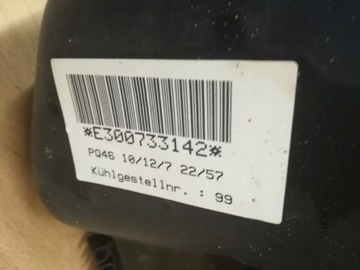 *E300733142*
PQ46 10/12/7 22/57
Kühlgestellnr. : 99